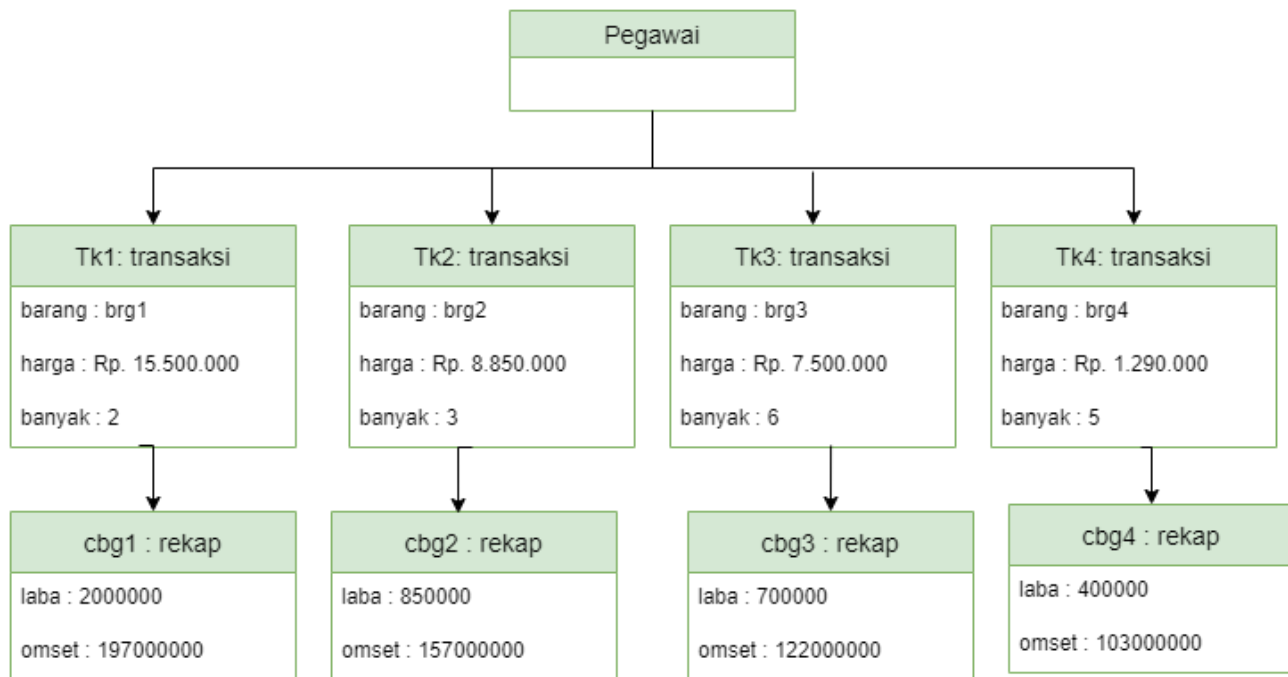 Pegawai
Tk1: transaksi
barang : brg1
harga : Rp. 15.500.000
banyak : 2
Tk2: transaksi
barang : brg2
harga : Rp. 8.850.000
banyak : 3
Tk3: transaksi
barang : brg3
harga : Rp. 7.500.000
banyak : 6
Tk4: transaksi
barang : brg4
harga : Rp. 1.290.000
banyak : 5
cbg1 : rekap
laba : 2000000
omset : 197000000
cbg2 : rekap
laba : 850000
omset : 157000000
cbg3 : rekap
laba : 700000
omset : 122000000
cbg4 : rekap
laba : 400000
omset : 103000000